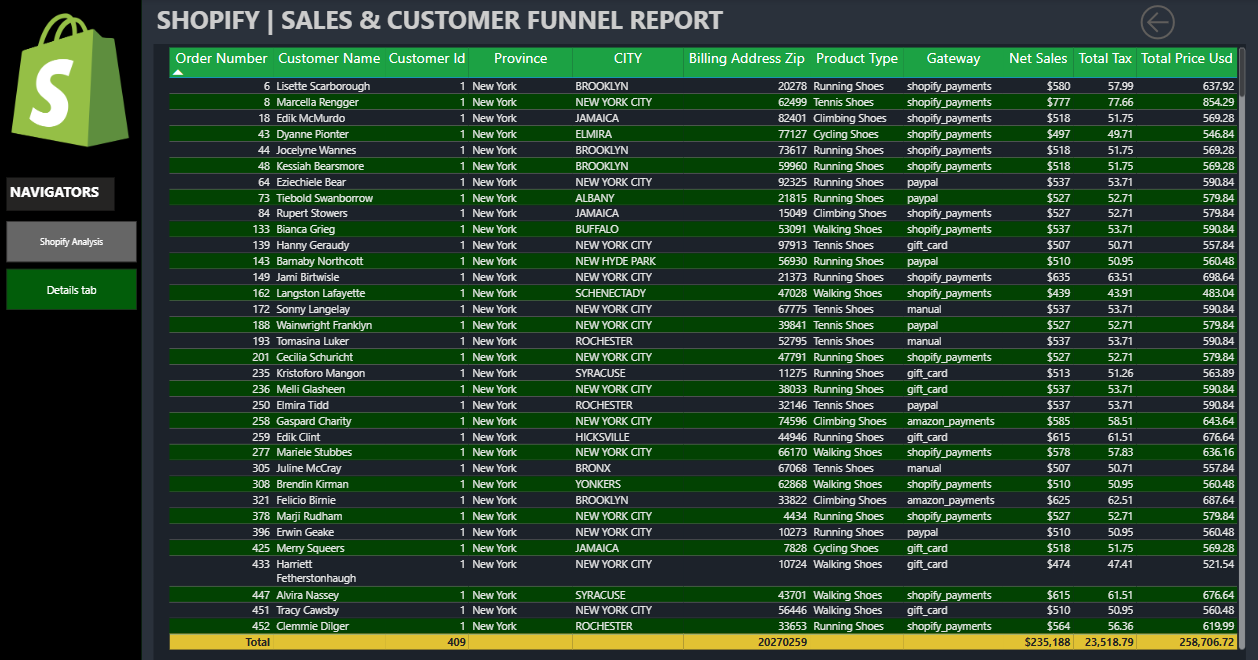 SHOPIFY | SALES & CUSTOMER FUNNEL REPORT
NAVIGATORS
Shopify Analysis
Details tab
Order Number Customer Name Customer Id Province CITY Billing Address Zip Product Type Gateway Net Sales Total Tax Total Price Usd
6 Lisette Scarborough 1 New York BROOKLYN 20278 Running Shoes shopify_payments $580 57.99 637.92
8 Marcella Rengger 1 New York NEW YORK CITY 62499 Tennis Shoes shopify_payments $777 77.66 854.29
18 Edik McMurdo 1 New York JAMAICA 82401 Climbing Shoes shopify_payments $518 51.75 569.28
43 Dyanne Pionter 1 New York ELMIRA 77127 Cycling Shoes shopify_payments $497 49.71 546.84
44 Jocelyne Wannes 1 New York BROOKLYN 73617 Running Shoes shopify_payments $518 51.75 569.28
48 Kessiah Bearsmore 1 New York BROOKLYN 59960 Running Shoes shopify_payments $518 51.75 569.28
64 Eziechiele Bear 1 New York NEW YORK CITY 92325 Running Shoes paypal $537 53.71 590.84
73 Tiebold Swanborrow 1 New York ALBANY 21815 Running Shoes paypal $527 52.71 579.84
84 Rupert Stowers 1 New York JAMAICA 15049 Climbing Shoes shopify_payments $527 52.71 579.84
133 Bianca Grieg 1 New York BUFFALO 53091 Walking Shoes shopify_payments $537 53.71 590.84
139 Hanny Geraudy 1 New York NEW YORK CITY 97913 Tennis Shoes gift_card $507 50.71 557.84
143 Barnaby Northcott 1 New York NEW HYDE PARK 56930 Running Shoes paypal $510 50.95 560.48
149 Jami Birtwisle 1 New York NEW YORK CITY 21373 Running Shoes shopify_payments $635 63.51 698.64
162 Langston Lafayette 1 New York SCHENECTADY 47028 Walking Shoes shopify_payments $439 43.91 483.04
172 Sonny Langelay 1 New York NEW YORK CITY 67775 Tennis Shoes manual $537 53.71 590.84
188 Wainwright Franklyn 1 New York NEW YORK CITY 39841 Tennis Shoes paypal $527 52.71 579.84
193 Tomasina Luker 1 New York ROCHESTER 52795 Tennis Shoes manual $537 53.71 590.84
201 Cecilia Schuricht 1 New York NEW YORK CITY 47791 Running Shoes shopify_payments $527 52.71 579.84
235 Kristoforo Mangon 1 New York SYRACUSE 11275 Running Shoes gift_card $513 51.26 563.89
236 Melli Glasheen 1 New York NEW YORK CITY 38033 Running Shoes gift_card $537 53.71 590.84
250 Elmira Tidd 1 New York ROCHESTER 32146 Tennis Shoes paypal $537 53.71 590.84
258 Gaspard Charity 1 New York NEW YORK CITY 74596 Climbing Shoes amazon_payments $585 58.51 643.64
259 Edik Clint 1 New York HICKSVILLE 44946 Running Shoes gift_card $615 61.51 676.64
277 Mariele Stubbes 1 New York NEW YORK CITY 66170 Walking Shoes shopify_payments $578 57.83 636.16
305 Juline McCray 1 New York BRONX 67068 Tennis Shoes manual $507 50.71 557.84
308 Brendin Kirman 1 New York YONKERS 62868 Walking Shoes shopify_payments $510 50.95 560.48
321 Felicio Birnie 1 New York BROOKLYN 33822 Climbing Shoes amazon_payments $625 62.51 687.64
378 Marji Rudham 1 New York NEW YORK CITY 4434 Running Shoes shopify_payments $527 52.71 579.84
396 Erwin Geake 1 New York NEW YORK CITY 10273 Running Shoes paypal $510 50.95 560.48
425 Merry Squeers 1 New York JAMAICA 7828 Cycling Shoes gift_card $518 51.75 569.28
433 Harriett 1 New York NEW YORK CITY 10724 Walking Shoes gift_card $474 47.41 521.54
Fetherstonhaugh
447 Alvira Nassey 1 New York SYRACUSE 43701 Walking Shoes shopify_payments $615 61.51 676.64
451 Tracy Cawsby 1 New York NEW YORK CITY 56446 Walking Shoes gift_card $510 50.95 560.48
452 Clemmie Dilger 1 New York ROCHESTER 33653 Running Shoes shopify_payments $564 56.36 619.99
Total 409 20270259 $235,188 23,518.79 258,706.72